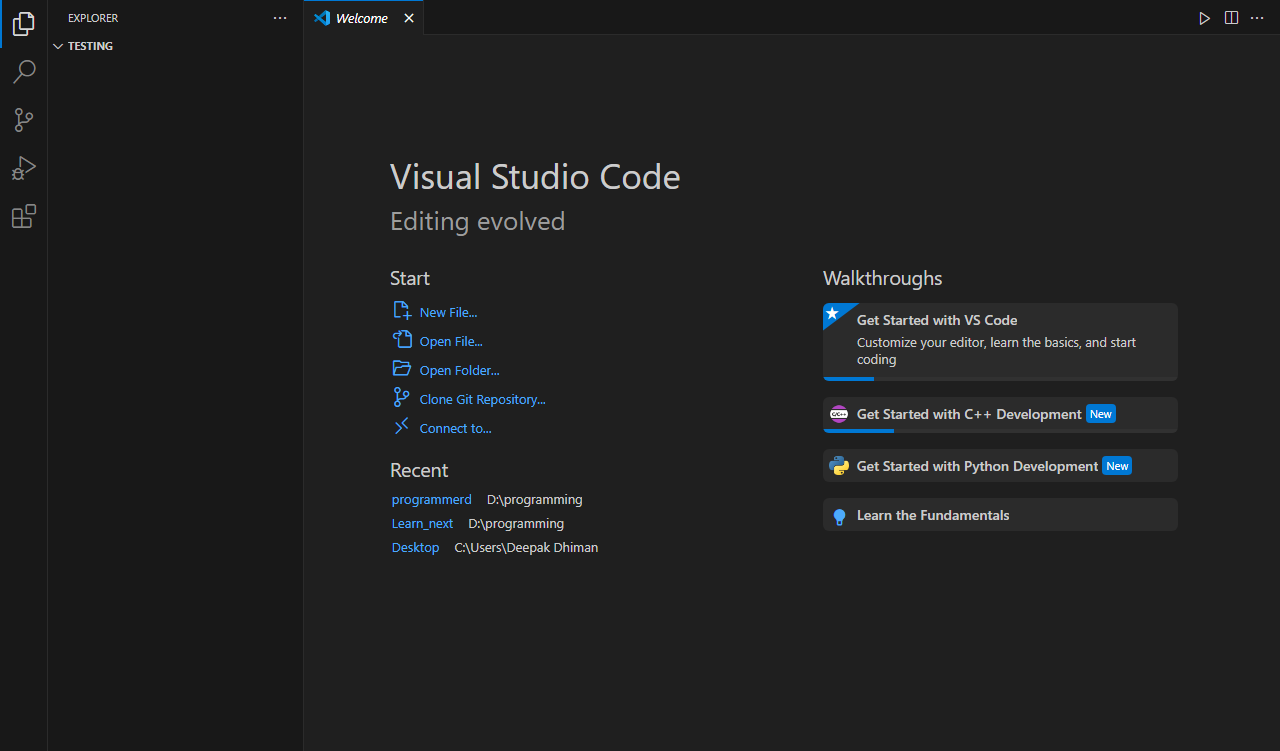 EXPLORER
TESTING
Welcome
Visual Studio Code
Editing evolved
Start
New File...
Open File...
Open Folder...
Clone Git Repository...
Connect to...
Recent
programmerd D:\programming
Learn_next D:\programming
Desktop C:\Users\Deepak Dhiman
Walkthroughs
Get Started with VS Code
Customize your editor, learn the basics, and start
coding
C/C++ Get Started with C++ Development New
Get Started with Python Development New
Learn the Fundamentals